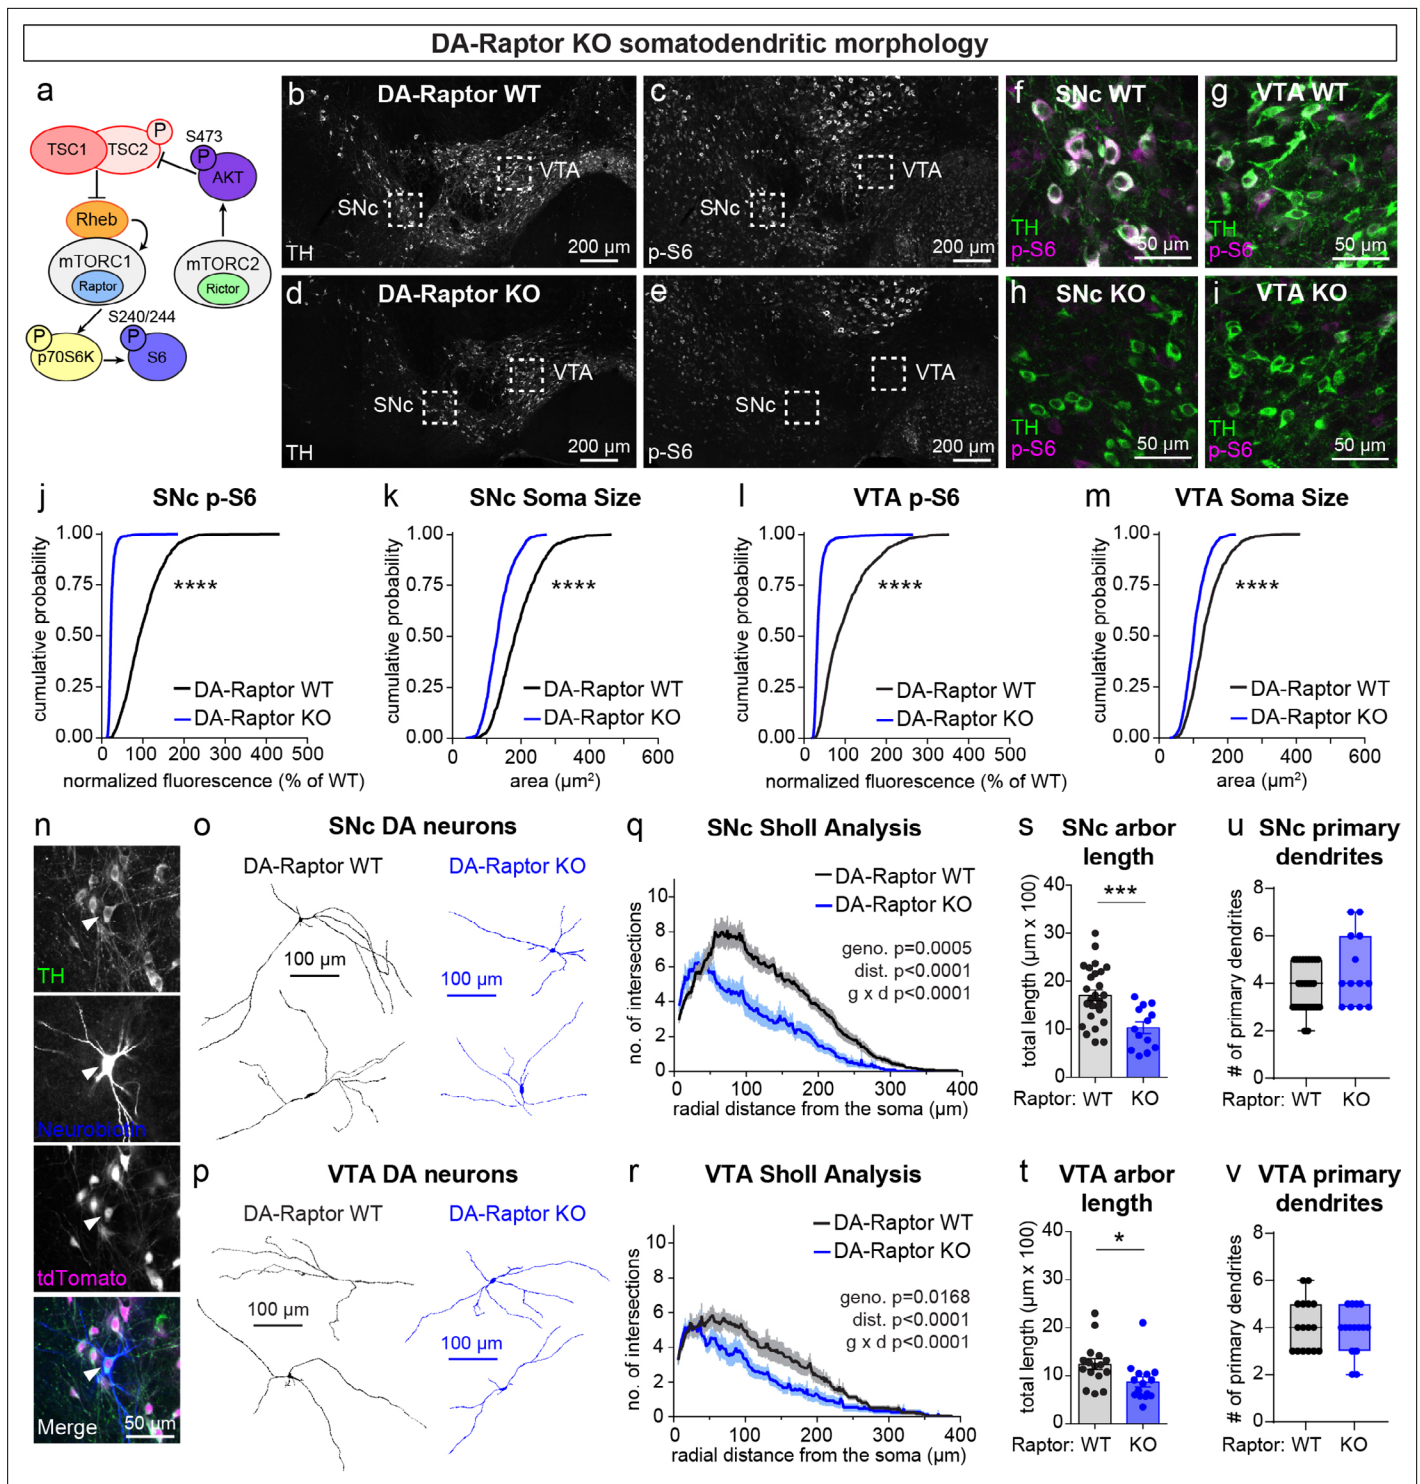 DA-Raptor KO somatodendritic morphology
a
TSC1
TSC2
P
S473
P
AKT
Rheb
mTORC1
Raptor
mTORC2
Rictor
S240/244
P
P
p70S6K
S6
b
DA-Raptor WT
VTA
SNc
TH
200 µm
c
VTA
SNc
p-S6
200 µm
d
DA-Raptor KO
VTA
SNc
TH
200 µm
e
VTA
SNc
p-S6
200 µm
f
SNc WT
TH
p-S6
50 µm
g
VTA WT
TH
p-S6
50 µm
h
SNc KO
TH
p-S6
50 µm
i
VTA KO
TH
p-S6
50 µm
j
SNc p-S6
cumulative probability
1.00
0.75
0.50
0.25
0.00
****
DA-Raptor WT
DA-Raptor KO
0 100 200 300 400 500
normalized fluorescence (% of WT)
k
SNc Soma Size
cumulative probability
1.00
0.75
0.50
0.25
0.00
****
DA-Raptor WT
DA-Raptor KO
0 200 400 600
area (µm²)
l
VTA p-S6
cumulative probability
1.00
0.75
0.50
0.25
0.00
****
DA-Raptor WT
DA-Raptor KO
0 100 200 300 400 500
normalized fluorescence (% of WT)
m
VTA Soma Size
cumulative probability
1.00
0.75
0.50
0.25
0.00
****
DA-Raptor WT
DA-Raptor KO
0 200 400 600
area (µm²)
n
TH
Neurobiotin
tdTomato
Merge
50 µm
o
SNc DA neurons
DA-Raptor WT
DA-Raptor KO
100 µm
100 µm
p
VTA DA neurons
DA-Raptor WT
DA-Raptor KO
100 µm
100 µm
q
SNc Sholl Analysis
DA-Raptor WT
DA-Raptor KO
geno. p=0.0005
dist. p<0.0001
g x d p<0.0001
no. of intersections
10
8
6
4
2
0
0 100 200 300 400
radial distance from the soma (µm)
r
VTA Sholl Analysis
DA-Raptor WT
DA-Raptor KO
geno. p=0.0168
dist. p<0.0001
g x d p<0.0001
no. of intersections
10
8
6
4
2
0
0 100 200 300 400
radial distance from the soma (µm)
s
SNc arbor
length
***
total length (µm x 100)
40
30
20
10
0
Raptor: WT KO
t
VTA arbor
length
*
total length (µm x 100)
40
30
20
10
0
Raptor: WT KO
u
SNc primary
dendrites
# of primary dendrites
8
6
4
2
0
Raptor: WT KO
v
VTA primary
dendrites
# of primary dendrites
8
6
4
2
0
Raptor: WT KO